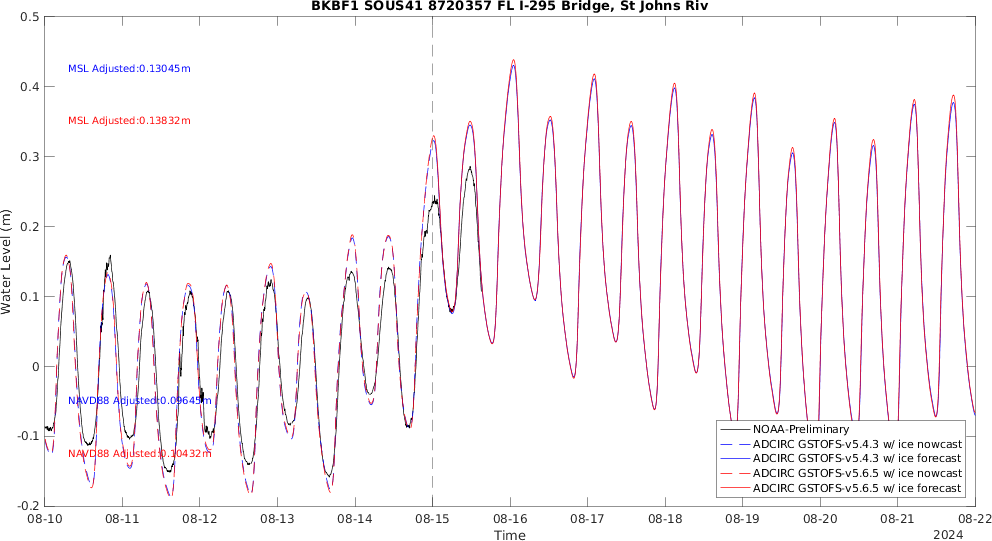 BKBF1 SOUS41 8720357 FL I-295 Bridge, St Johns Riv
Water Level (m)
0.5
0.4
0.3
0.2
0.1
0
-0.1
-0.2
MSL Adjusted:0.13045m
MSL Adjusted:0.13832m
NAVD88 Adjusted:0.09645m
NAVD88 Adjusted:0.10432m
NOAA-Preliminary
ADCIRC GSTOFS-v5.4.3 w/ ice nowcast
ADCIRC GSTOFS-v5.4.3 w/ ice forecast
ADCIRC GSTOFS-v5.6.5 w/ ice nowcast
ADCIRC GSTOFS-v5.6.5 w/ ice forecast
08-10 08-11 08-12 08-13 08-14 08-15 08-16 08-17 08-18 08-19 08-20 08-21 08-22
Time
2024